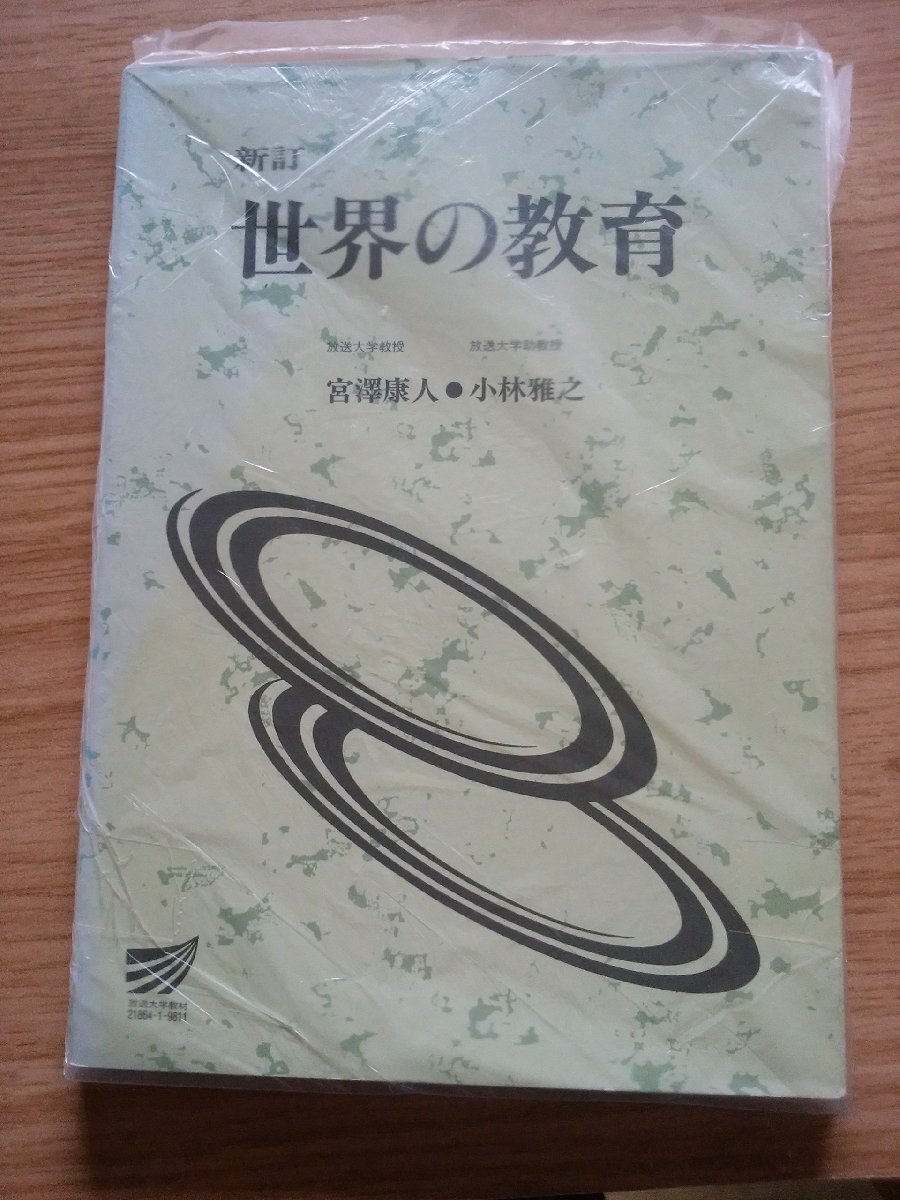 新訂
世界の教育
放送大学教授 放送大学助教授
宮澤康人●小林雅之
放送大学教材
21864-1-9811